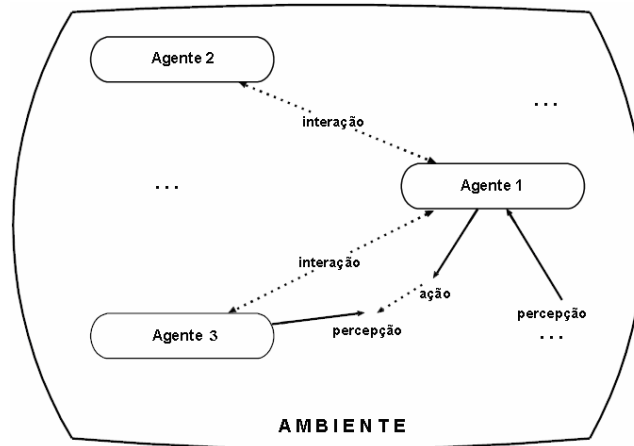 Agente 2
interação
...
...
Agente 1
interação
ação
percepção
Agente 3
percepção
...
AMBIENTE